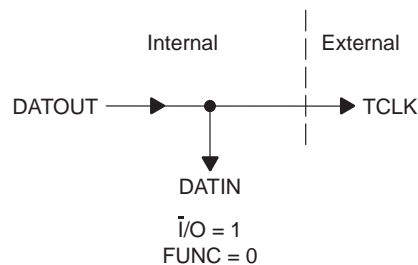 Internal
External
DATOUT
TCLK
DATIN
I̅/O = 1
FUNC = 0